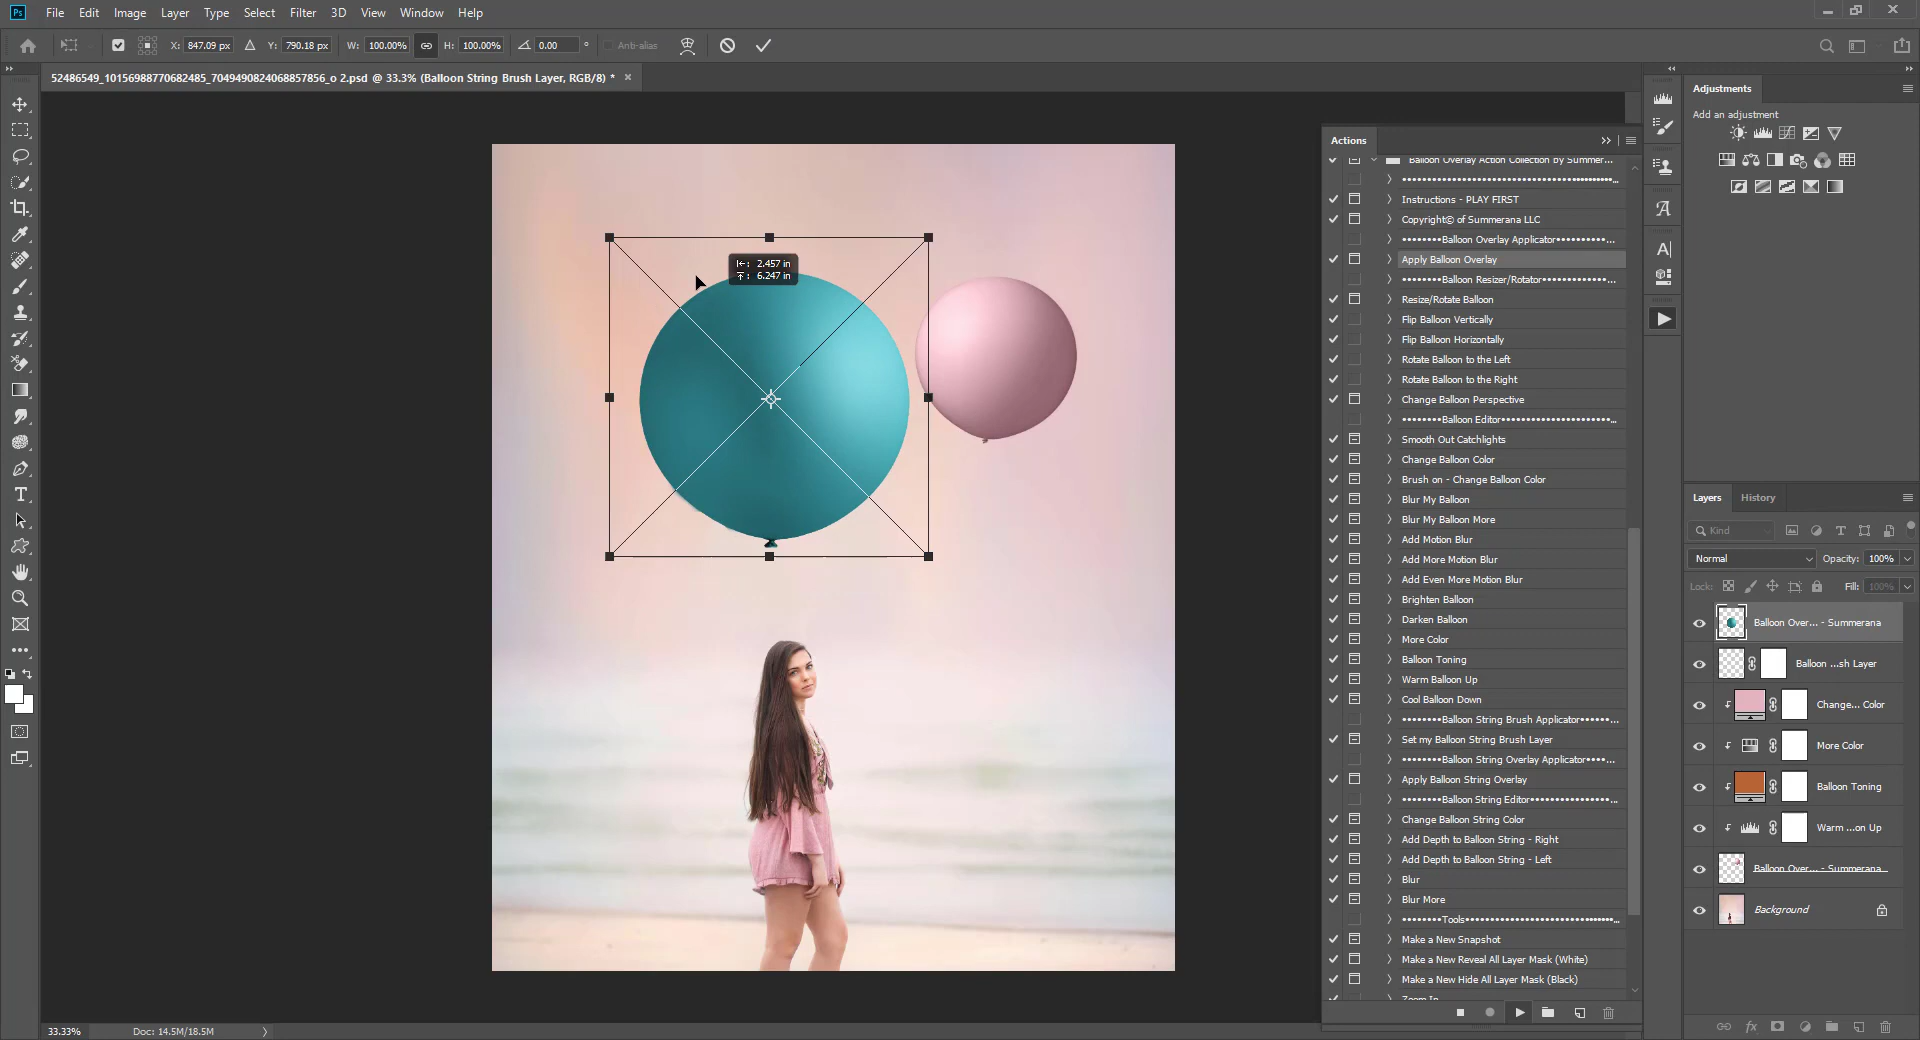 Ps File Edit Image Layer Type Select Filter 3D View Window Help
X: 847.09 px Y: 790.18 px W: 100.00% H: 100.00% 0.00 ° Anti-alias
52486549_10156988770682485_7049490824068857856_o 2.psd @ 33.3% (Balloon String Brush Layer, RGB/8) * ×
2.457 in
6.247 in
Actions
Balloon Overlay Action Collection by Summer...
Instructions - PLAY FIRST
Copyright© of Summerana LLC
••••••••Balloon Overlay Applicator••••••••••...
Apply Balloon Overlay
••••••••Balloon Resizer/Rotator•••••••••••••...
Resize/Rotate Balloon
Flip Balloon Vertically
Flip Balloon Horizontally
Rotate Balloon to the Left
Rotate Balloon to the Right
Change Balloon Perspective
••••••••Balloon Editor••••••••••••••••••••••••...
Smooth Out Catchlights
Change Balloon Color
Brush on - Change Balloon Color
Blur My Balloon
Blur My Balloon More
Add Motion Blur
Add More Motion Blur
Add Even More Motion Blur
Brighten Balloon
Darken Balloon
More Color
Balloon Toning
Warm Balloon Up
Cool Balloon Down
••••••••Balloon String Brush Applicator••••••...
Set my Balloon String Brush Layer
••••••••Balloon String Overlay Applicator••••...
Apply Balloon String Overlay
••••••••Balloon String Editor•••••••••••••••••...
Change Balloon String Color
Add Depth to Balloon String - Right
Add Depth to Balloon String - Left
Blur
Blur More
••••••••Tools••••••••••••••••••••••••••••••••...
Make a New Snapshot
Make a New Reveal All Layer Mask (White)
Make a New Hide All Layer Mask (Black)
Zoom In
Adjustments
Add an adjustment
Layers History
Kind
Normal Opacity: 100%
Lock: Fill: 100%
Balloon Over... - Summerana
Balloon ...sh Layer
Change... Color
More Color
Balloon Toning
Warm ...on Up
Balloon Over... - Summerana
Background
33.33% Doc: 14.5M/18.5M